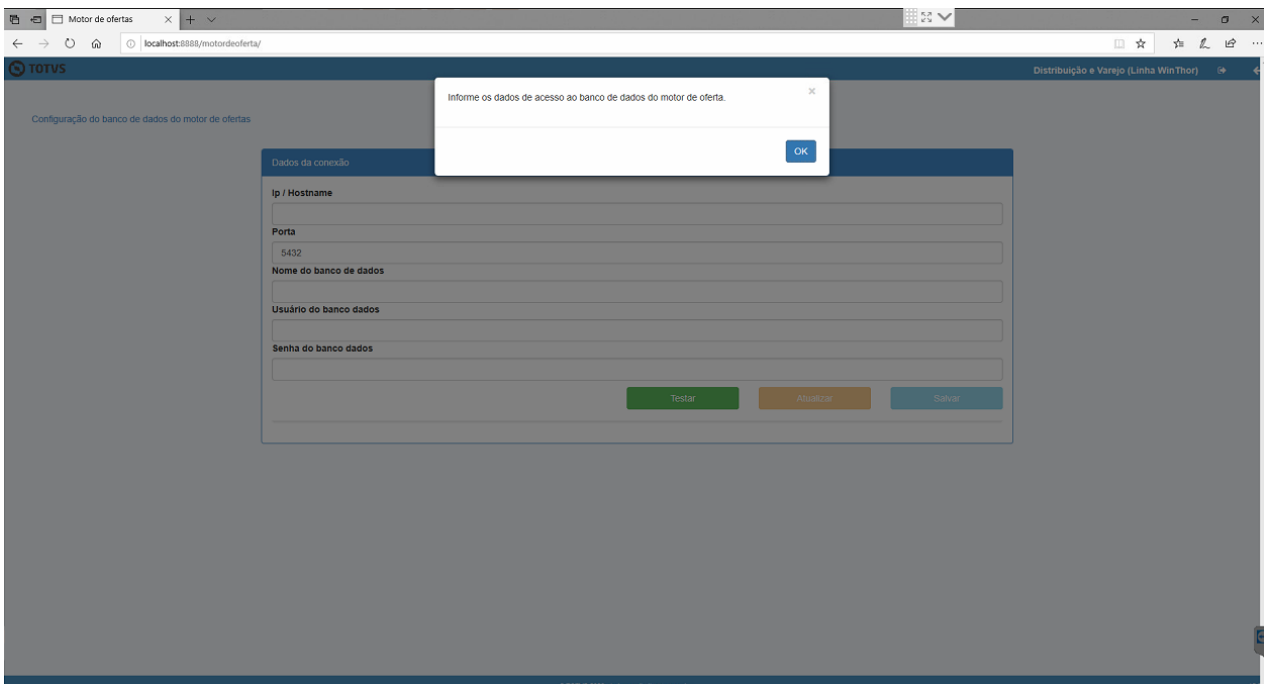 Motor de ofertas
localhost:8888/motordeoferta/
TOTVS
Distribuição e Varejo (Linha WinThor)
Informe os dados de acesso ao banco de dados do motor de oferta.
OK
Configuração do banco de dados do motor de ofertas
Dados da conexão
Ip / Hostname
Porta
5432
Nome do banco de dados
Usuário do banco dados
Senha do banco dados
Testar
Atualizar
Salvar